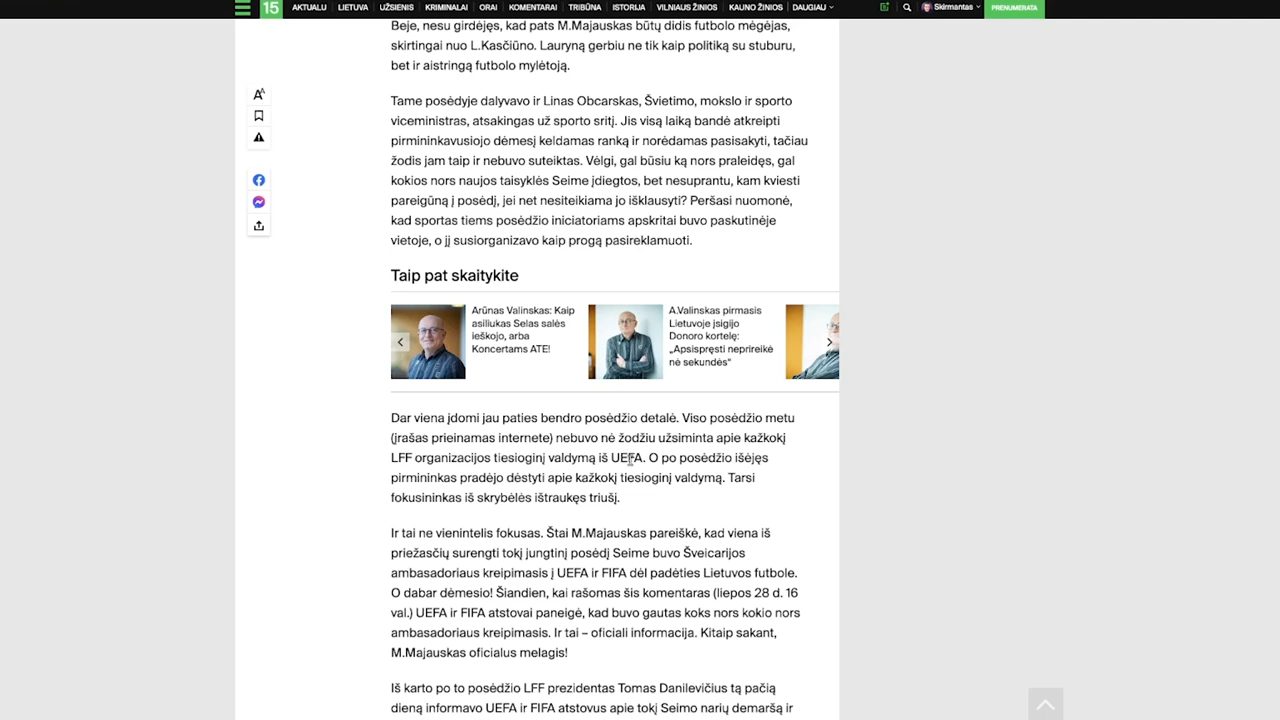 15
AKTUALU LIETUVA UŽSIENIS KRIMINALAI ORAI KOMENTARAI TRIBŪNA ISTORIJA VILNIAUS ŽINIOS KAUNO ŽINIOS DAUGIAU Skirmantas PRENUMERATA
Beje, nesu girdėjęs, kad pats M.Majauskas būtų didis futbolo mėgėjas,
skirtingai nuo L.Kasčiūno. Lauryną gerbiu ne tik kaip politiką su stuburu,
bet ir aistringą futbolo mylėtoją.
Tame posėdyje dalyvavo ir Linas Obcarskas, Švietimo, mokslo ir sporto
viceministras, atsakingas už sporto sritį. Jis visą laiką bandė atkreipti
pirmininkavusiojo dėmesį keldamas ranką ir norėdamas pasisakyti, tačiau
žodis jam taip ir nebuvo suteiktas. Vėlgi, gal būsiu ką nors praleidęs, gal
kokios nors naujos taisyklės Seime įdiegtos, bet nesuprantu, kam kviesti
pareigūną į posėdį, jei net nesiteikiama jo išklausyti? Peršasi nuomonė,
kad sportas tiems posėdžio iniciatoriams apskritai buvo paskutinėje
vietoje, o jį susiorganizavo kaip progą pasireklamuoti.
Taip pat skaitykite
Arūnas Valinskas: Kaip
asiliukas Selas salės
ieškojo, arba
Koncertams ATE!
A.Valinskas pirmasis
Lietuvoje įsigijo
Donoro kortelę:
„Apsispręsti neprireikė
nė sekundės“
Dar viena įdomi jau paties bendro posėdžio detalė. Viso posėdžio metu
(įrašas prieinamas internete) nebuvo nė žodžiu užsiminta apie kažkokį
LFF organizacijos tiesioginį valdymą iš UEFA. O po posėdžio išėjęs
pirmininkas pradėjo dėstyti apie kažkokį tiesioginį valdymą. Tarsi
fokusininkas iš skrybėlės ištraukęs triušį.
Ir tai ne vienintelis fokusas. Štai M.Majauskas pareiškė, kad viena iš
priežasčių surengti tokį jungtinį posėdį Seime buvo Šveicarijos
ambasadoriaus kreipimasis į UEFA ir FIFA dėl padėties Lietuvos futbole.
O dabar dėmesio! Šiandien, kai rašomas šis komentaras (liepos 28 d. 16
val.) UEFA ir FIFA atstovai paneigė, kad buvo gautas koks nors kokio nors
ambasadoriaus kreipimasis. Ir tai – oficiali informacija. Kitaip sakant,
M.Majauskas oficialus melagis!
Iš karto po to posėdžio LFF prezidentas Tomas Danilevičius tą pačią
dieną informavo UEFA ir FIFA atstovus apie tokį Seimo narių demaršą ir